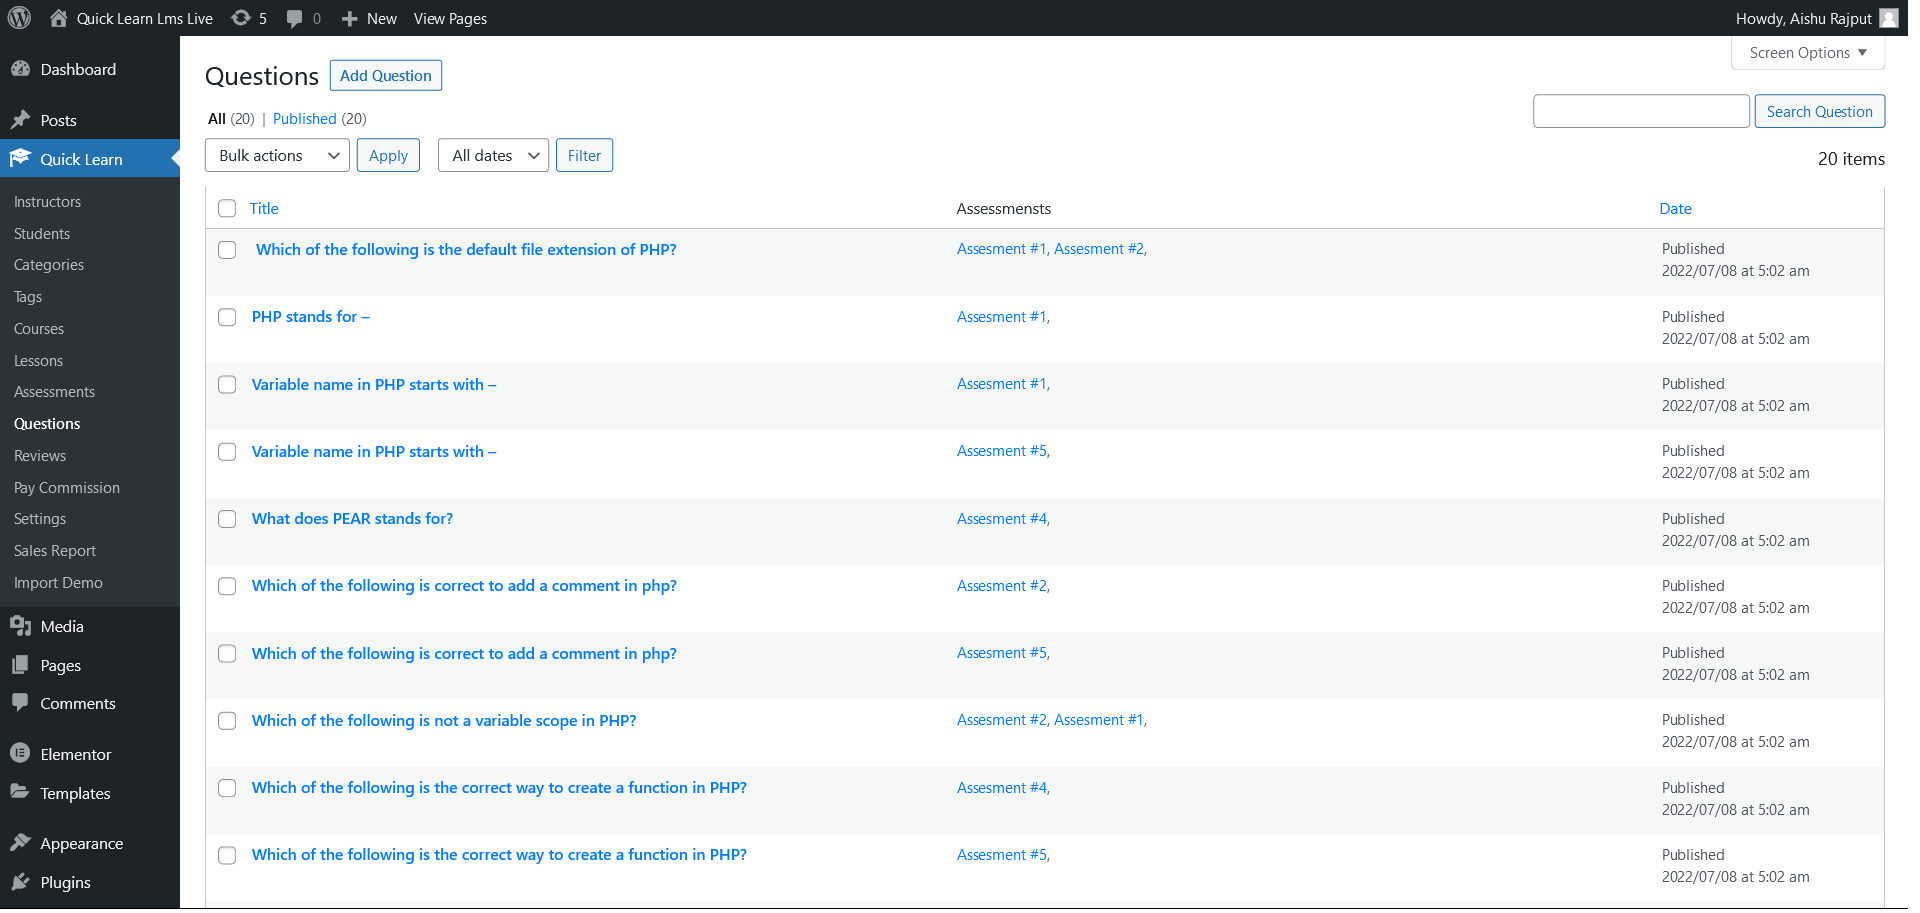 Quick Learn Lms Live 5 0 New View Pages Howdy, Aishu Rajput
Dashboard
Posts
Quick Learn
Instructors
Students
Categories
Tags
Courses
Lessons
Assessments
Questions
Reviews
Pay Commission
Settings
Sales Report
Import Demo
Media
Pages
Comments
Elementor
Templates
Appearance
Plugins
Screen Options ▼
Questions Add Question
All (20) | Published (20)
Search Question
Bulk actions Apply All dates Filter
20 items
Title Assessmensts Date
Which of the following is the default file extension of PHP? Assesment #1, Assesment #2, Published
2022/07/08 at 5:02 am
PHP stands for – Assesment #1, Published
2022/07/08 at 5:02 am
Variable name in PHP starts with – Assesment #1, Published
2022/07/08 at 5:02 am
Variable name in PHP starts with – Assesment #5, Published
2022/07/08 at 5:02 am
What does PEAR stands for? Assesment #4, Published
2022/07/08 at 5:02 am
Which of the following is correct to add a comment in php? Assesment #2, Published
2022/07/08 at 5:02 am
Which of the following is correct to add a comment in php? Assesment #5, Published
2022/07/08 at 5:02 am
Which of the following is not a variable scope in PHP? Assesment #2, Assesment #1, Published
2022/07/08 at 5:02 am
Which of the following is the correct way to create a function in PHP? Assesment #4, Published
2022/07/08 at 5:02 am
Which of the following is the correct way to create a function in PHP? Assesment #5, Published
2022/07/08 at 5:02 am